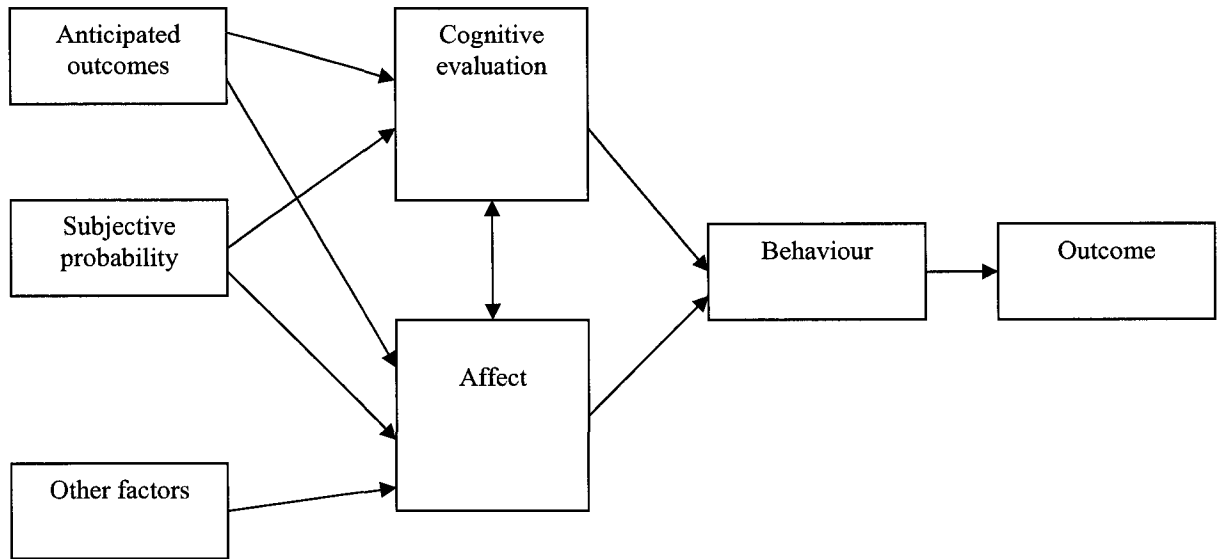 Anticipated
outcomes
Cognitive
evaluation
Subjective
probability
Behaviour
Outcome
Affect
Other factors